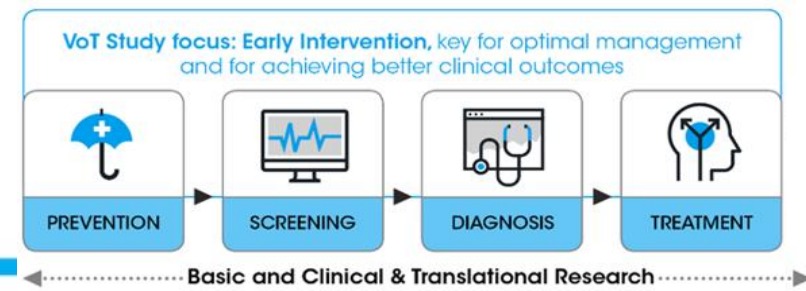 VoT Study focus: Early Intervention, key for optimal management
and for achieving better clinical outcomes
PREVENTION
SCREENING
DIAGNOSIS
TREATMENT
Basic and Clinical & Translational Research